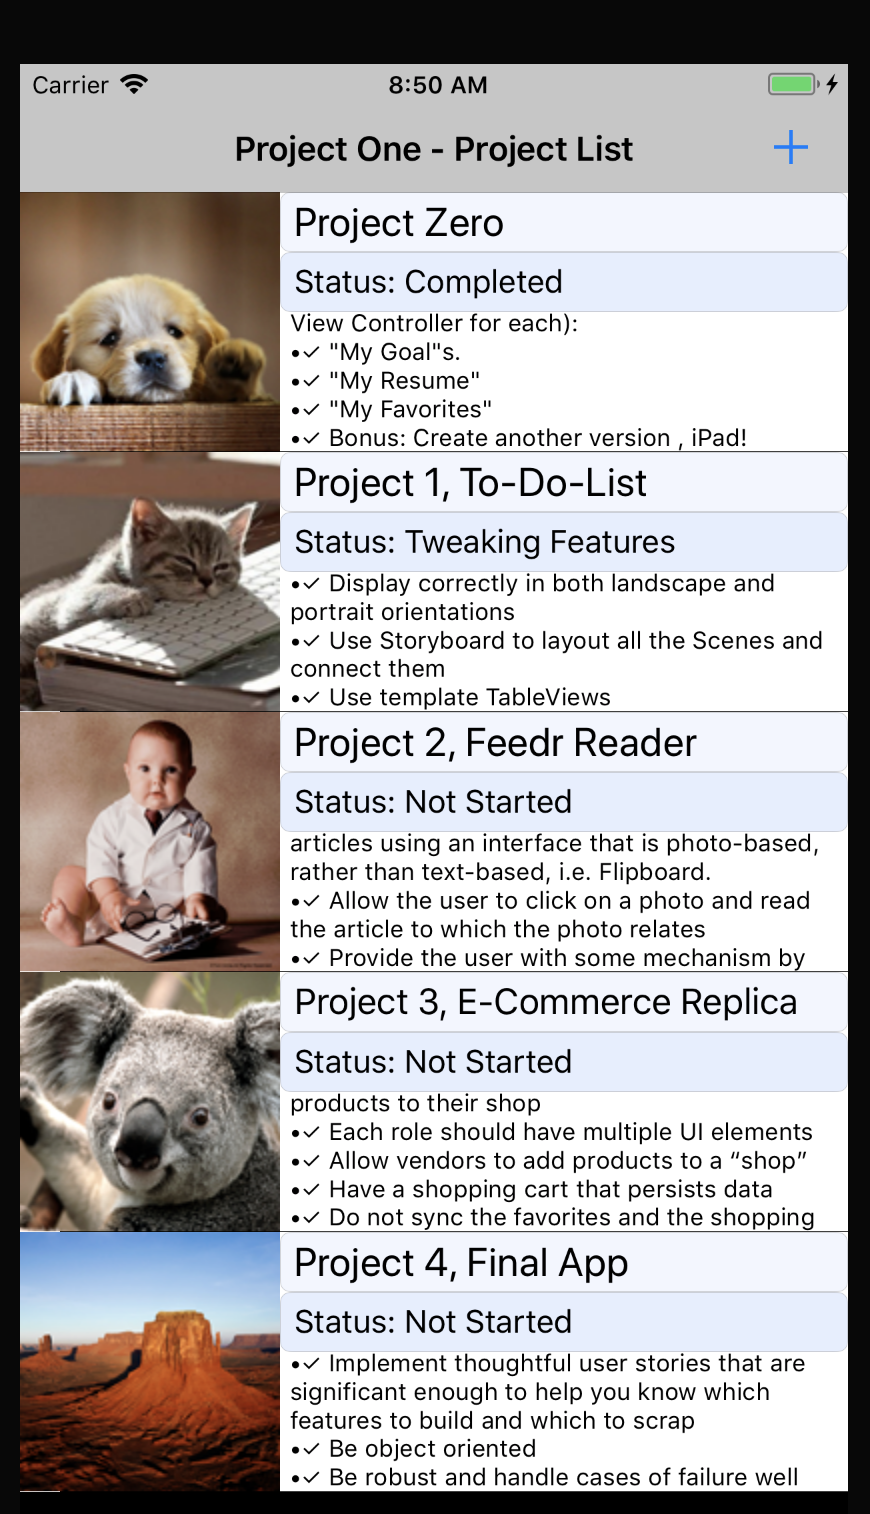 Carrier 8:50 AM
Project One - Project List
Project Zero
Status: Completed
View Controller for each):
•✓ "My Goal"s.
•✓ "My Resume"
•✓ "My Favorites"
•✓ Bonus: Create another version , iPad!
Project 1, To-Do-List
Status: Tweaking Features
•✓ Display correctly in both landscape and
portrait orientations
•✓ Use Storyboard to layout all the Scenes and
connect them
•✓ Use template TableViews
Project 2, Feedr Reader
Status: Not Started
articles using an interface that is photo-based,
rather than text-based, i.e. Flipboard.
•✓ Allow the user to click on a photo and read
the article to which the photo relates
•✓ Provide the user with some mechanism by
Project 3, E-Commerce Replica
Status: Not Started
products to their shop
•✓ Each role should have multiple UI elements
•✓ Allow vendors to add products to a “shop”
•✓ Have a shopping cart that persists data
•✓ Do not sync the favorites and the shopping
Project 4, Final App
Status: Not Started
•✓ Implement thoughtful user stories that are
significant enough to help you know which
features to build and which to scrap
•✓ Be object oriented
•✓ Be robust and handle cases of failure well